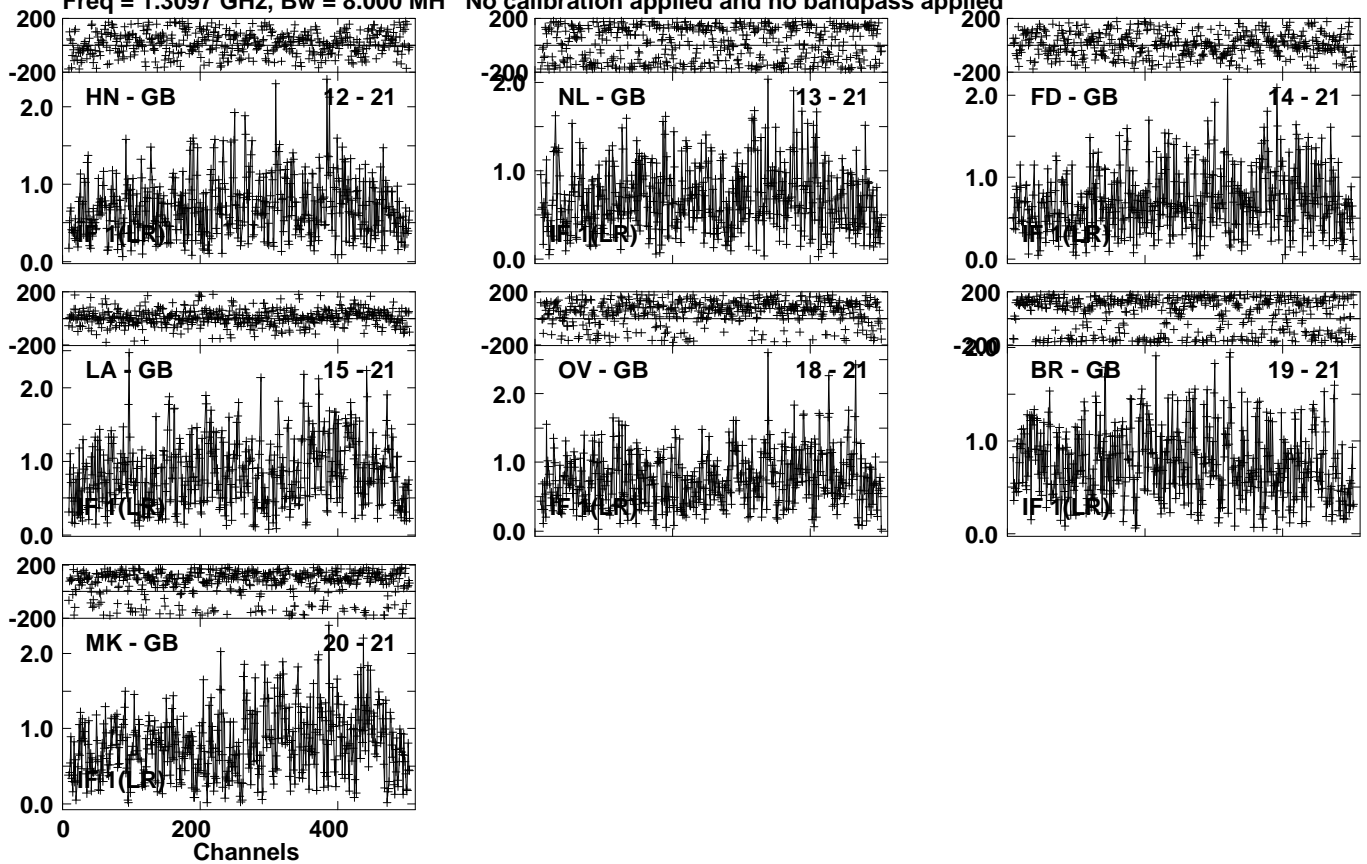 Freq = 1.3097 GHz, Bw = 8.000 MH No calibration applied and no bandpass applied
200 200 200
-200 -200 -200
HN - GB 12 - 21 NL - GB 13 - 21 FD - GB 14 - 21
2.0 2.0 2.0
1.0 1.0 1.0
IF 1(LR) IF 1(LR) IF 1(LR)
0.0 0.0 0.0
200 200 200
-200 -200 -200
2.0
LA - GB 15 - 21 OV - GB 18 - 21 BR - GB 19 - 21
2.0 2.0
1.0 1.0 1.0
IF 1(LR) IF 1(LR) IF 1(LR)
0.0 0.0 0.0
200
-200
MK - GB 20 - 21
2.0
1.0
IF 1(LR)
0.0
0 200 400
Channels